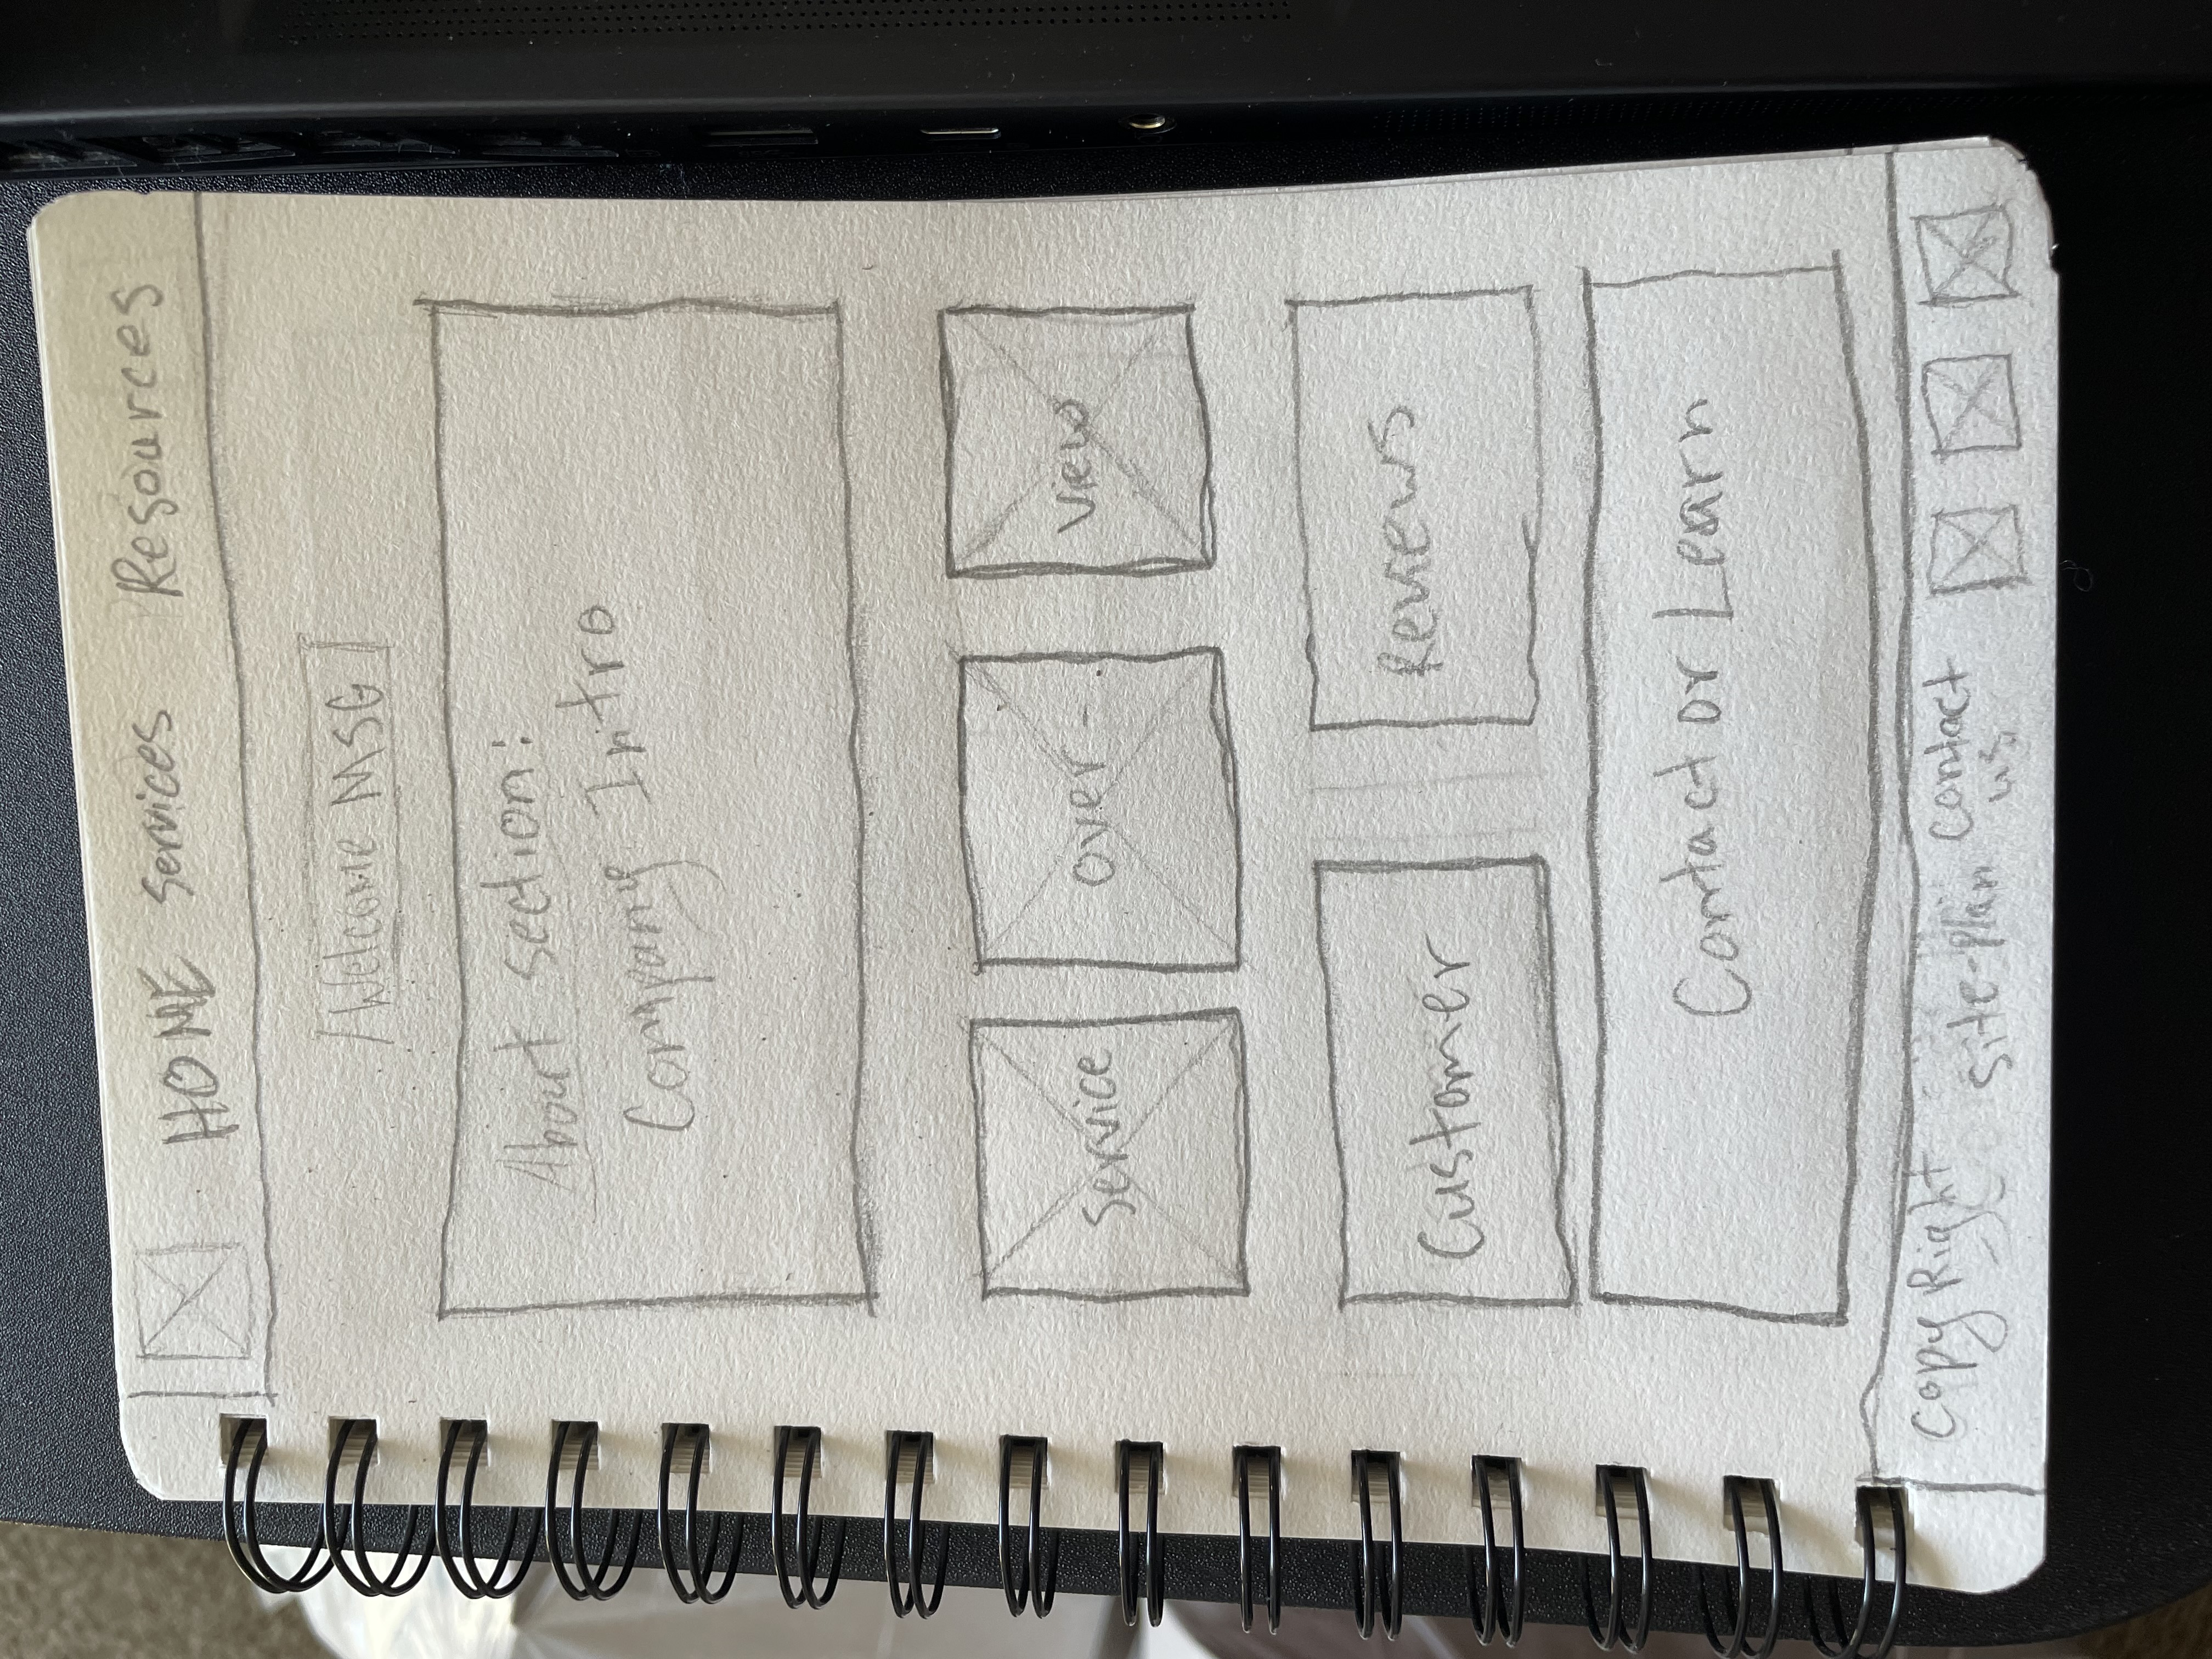 HOME Services Resources
Welcome MSG
About section:
Company Intro
Service over- view
Customer Reviews
Contact or Learn
Copy Right site-plan contact
us